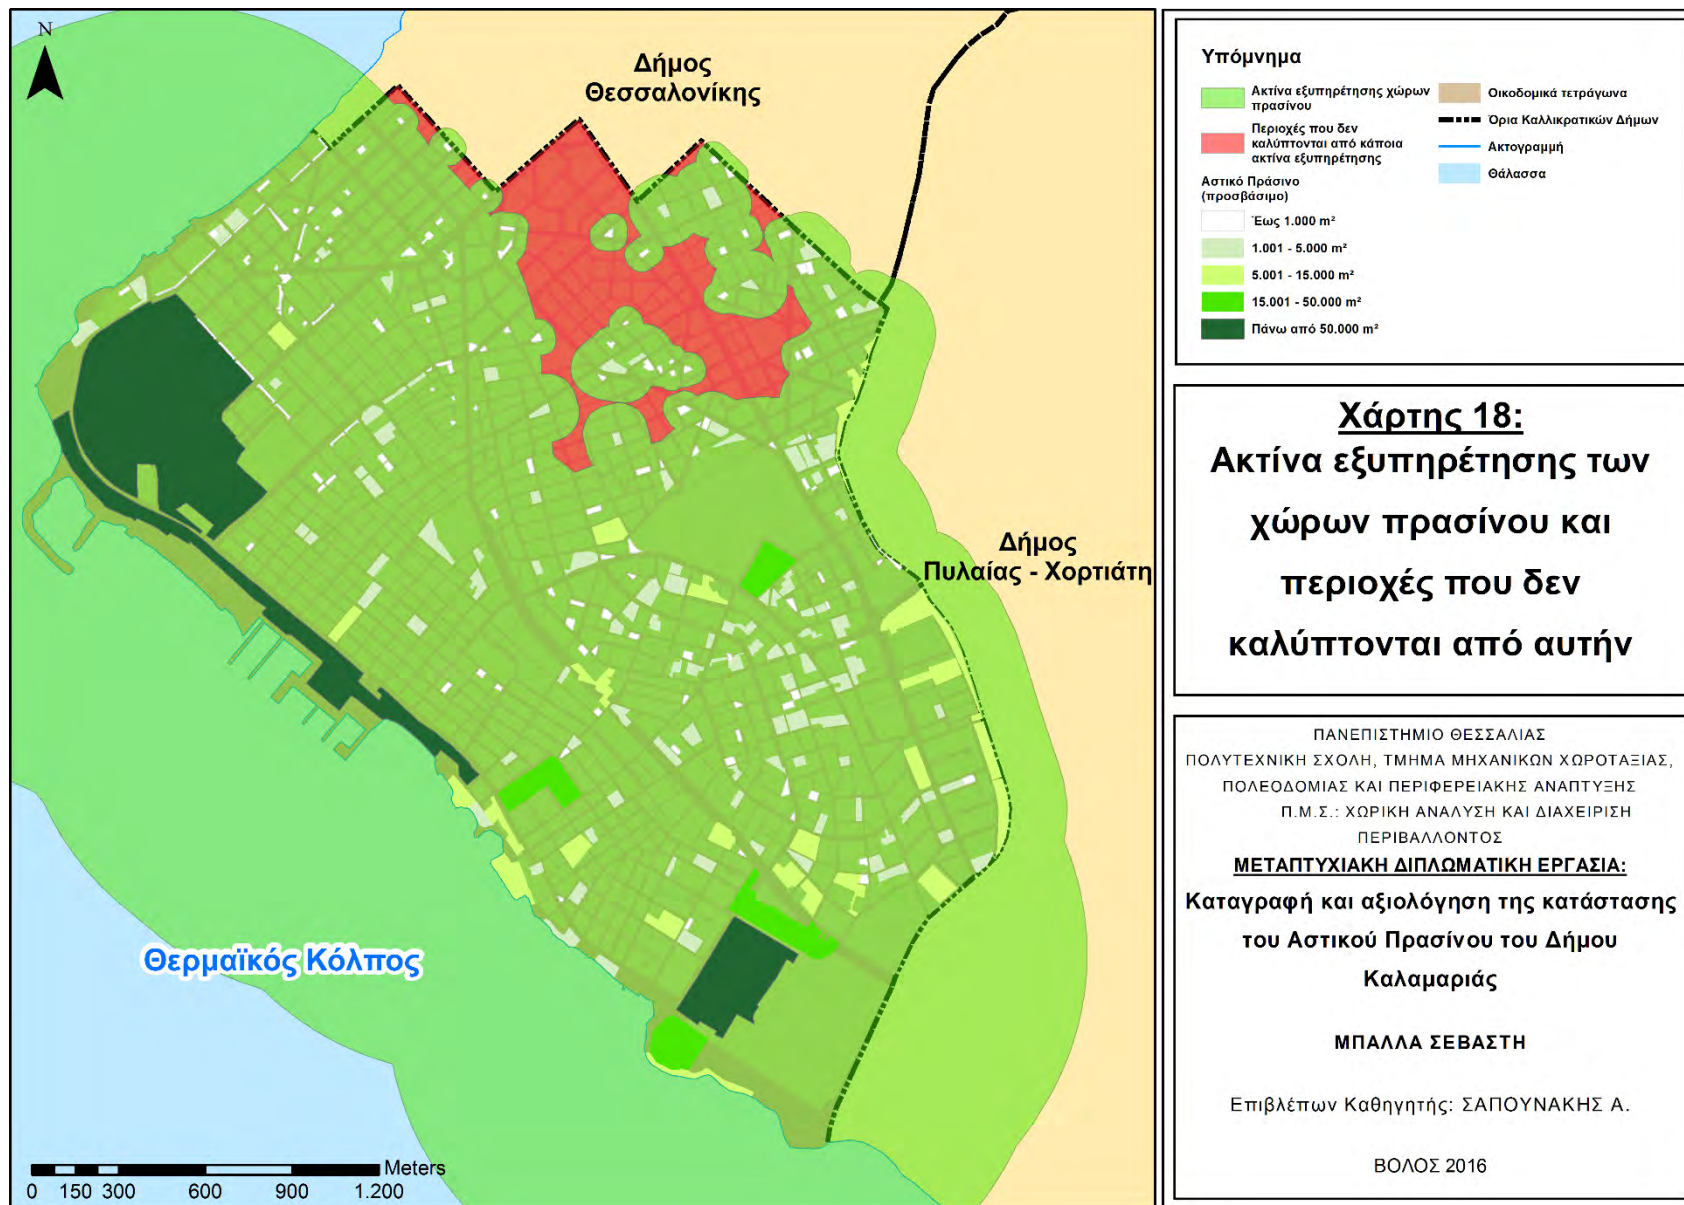 N
Δήμος
Θεσσαλονίκης
Δήμος
Πυλαίας - Χορτιάτη
Θερμαϊκός Κόλπος
Meters
0 150 300 600 900 1.200
Υπόμνημα
Ακτίνα εξυπηρέτησης χώρων
πρασίνου
Περιοχές που δεν
καλύπτονται από κάποια
ακτίνα εξυπηρέτησης
Αστικό Πράσινο
(προσβάσιμο)
Έως 1.000 m²
1.001 - 5.000 m²
5.001 - 15.000 m²
15.001 - 50.000 m²
Πάνω από 50.000 m²
Οικοδομικά τετράγωνα
Όρια Καλλικρατικών Δήμων
Ακτογραμμή
Θάλασσα
Χάρτης 18:
Ακτίνα εξυπηρέτησης των
χώρων πρασίνου και
περιοχές που δεν
καλύπτονται από αυτήν
ΠΑΝΕΠΙΣΤΗΜΙΟ ΘΕΣΣΑΛΙΑΣ
ΠΟΛΥΤΕΧΝΙΚΗ ΣΧΟΛΗ, ΤΜΗΜΑ ΜΗΧΑΝΙΚΩΝ ΧΩΡΟΤΑΞΙΑΣ,
ΠΟΛΕΟΔΟΜΙΑΣ ΚΑΙ ΠΕΡΙΦΕΡΕΙΑΚΗΣ ΑΝΑΠΤΥΞΗΣ
Π.Μ.Σ.: ΧΩΡΙΚΗ ΑΝΑΛΥΣΗ ΚΑΙ ΔΙΑΧΕΙΡΙΣΗ
ΠΕΡΙΒΑΛΛΟΝΤΟΣ
ΜΕΤΑΠΤΥΧΙΑΚΗ ΔΙΠΛΩΜΑΤΙΚΗ ΕΡΓΑΣΙΑ:
Καταγραφή και αξιολόγηση της κατάστασης
του Αστικού Πρασίνου του Δήμου
Καλαμαριάς
ΜΠΑΛΛΑ ΣΕΒΑΣΤΗ
Επιβλέπων Καθηγητής: ΣΑΠΟΥΝΑΚΗΣ Α.
ΒΟΛΟΣ 2016